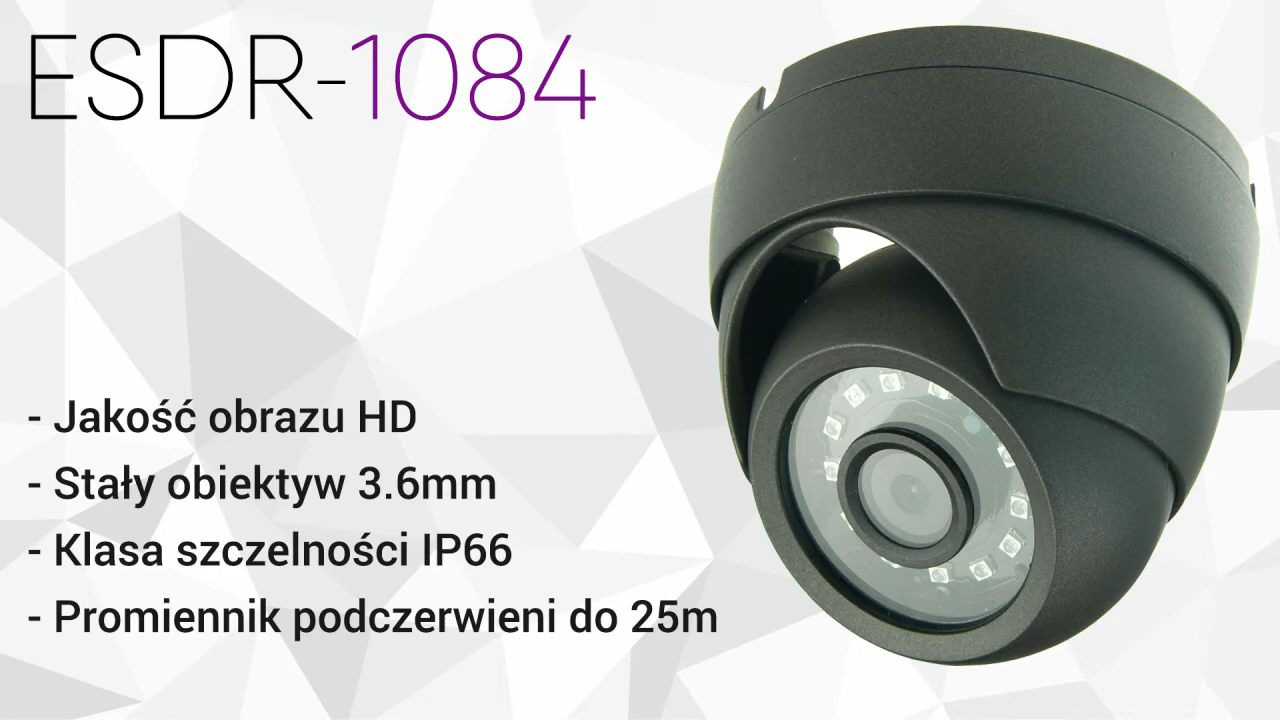 ESDR-1084
- Jakość obrazu HD
- Stały obiektyw 3.6mm
- Klasa szczelności IP66
- Promiennik podczerwieni do 25m